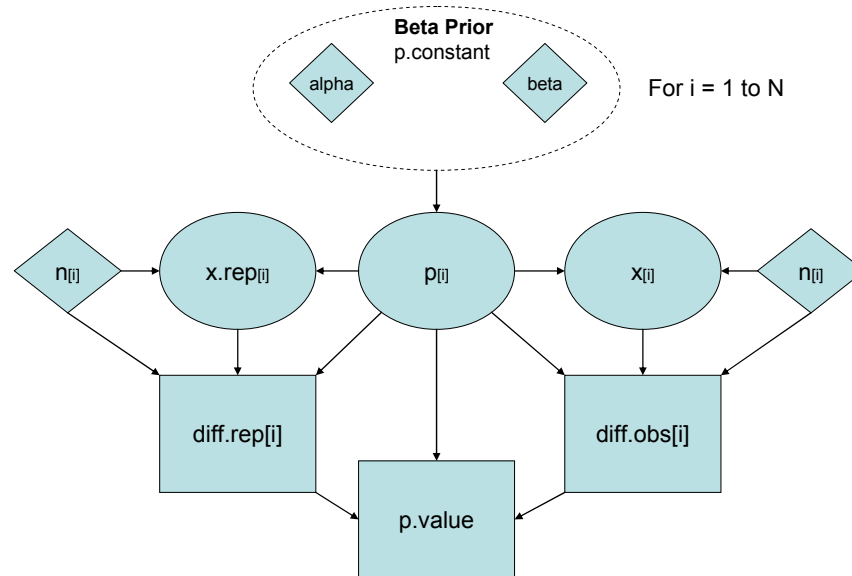 Beta Prior
p.constant
alpha
beta
For i = 1 to N
n[i]
x.rep[i]
p[i]
x[i]
n[i]
diff.rep[i]
diff.obs[i]
p.value